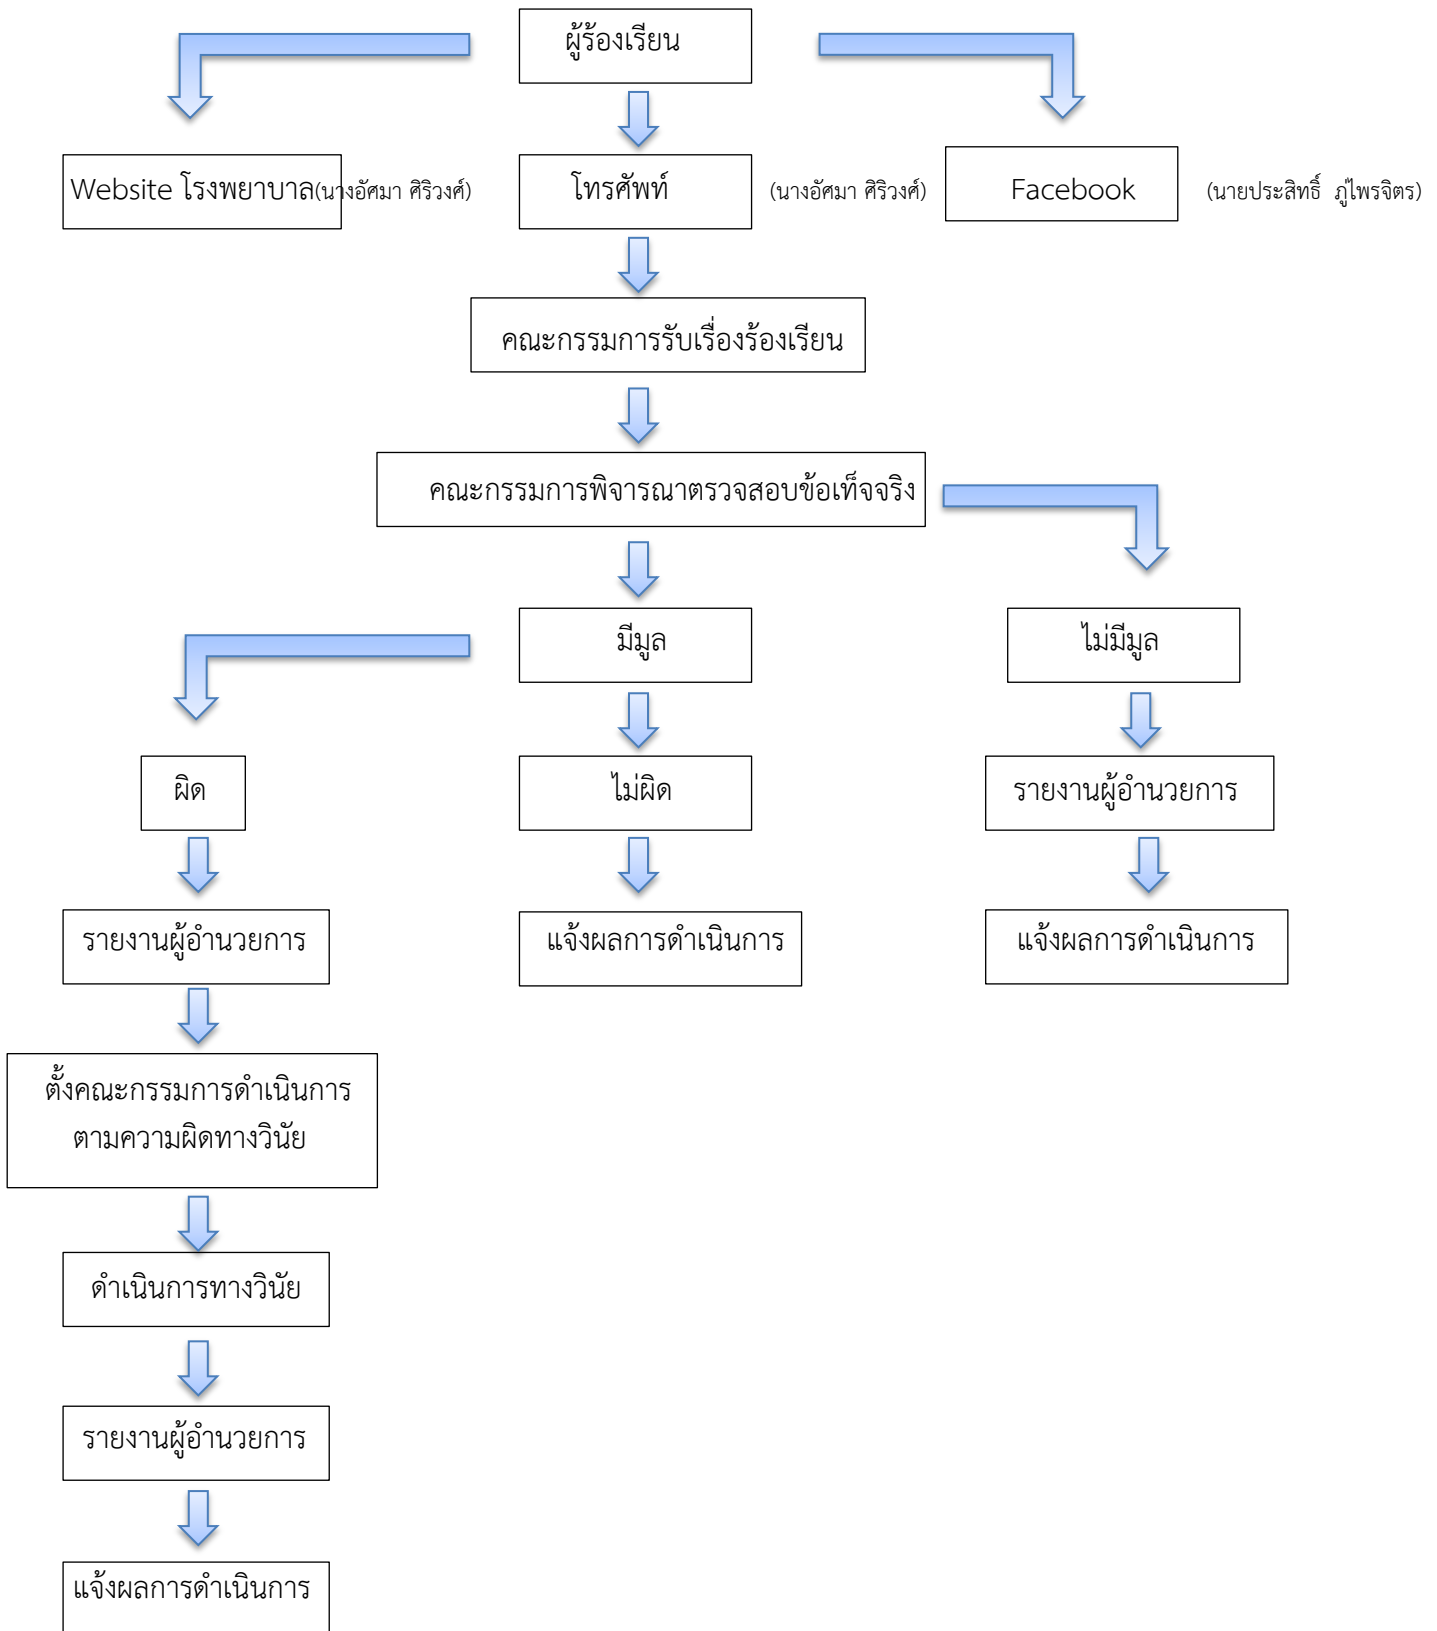 ผู้ร้องเรียน
Website โรงพยาบาล(นางอัศมา ศิริวงศ์)
โทรศัพท์
(นางอัศมา ศิริวงศ์)
Facebook
(นายประสิทธิ์ ภู่ไพรจิตร)
คณะกรรมการรับเรื่องร้องเรียน
คณะกรรมการพิจารณาตรวจสอบข้อเท็จจริง
มีมูล
ไม่มีมูล
ผิด
ไม่ผิด
รายงานผู้อำนวยการ
รายงานผู้อำนวยการ
แจ้งผลการดำเนินการ
แจ้งผลการดำเนินการ
ตั้งคณะกรรมการดำเนินการ
ตามความผิดทางวินัย
ดำเนินการทางวินัย
รายงานผู้อำนวยการ
แจ้งผลการดำเนินการ